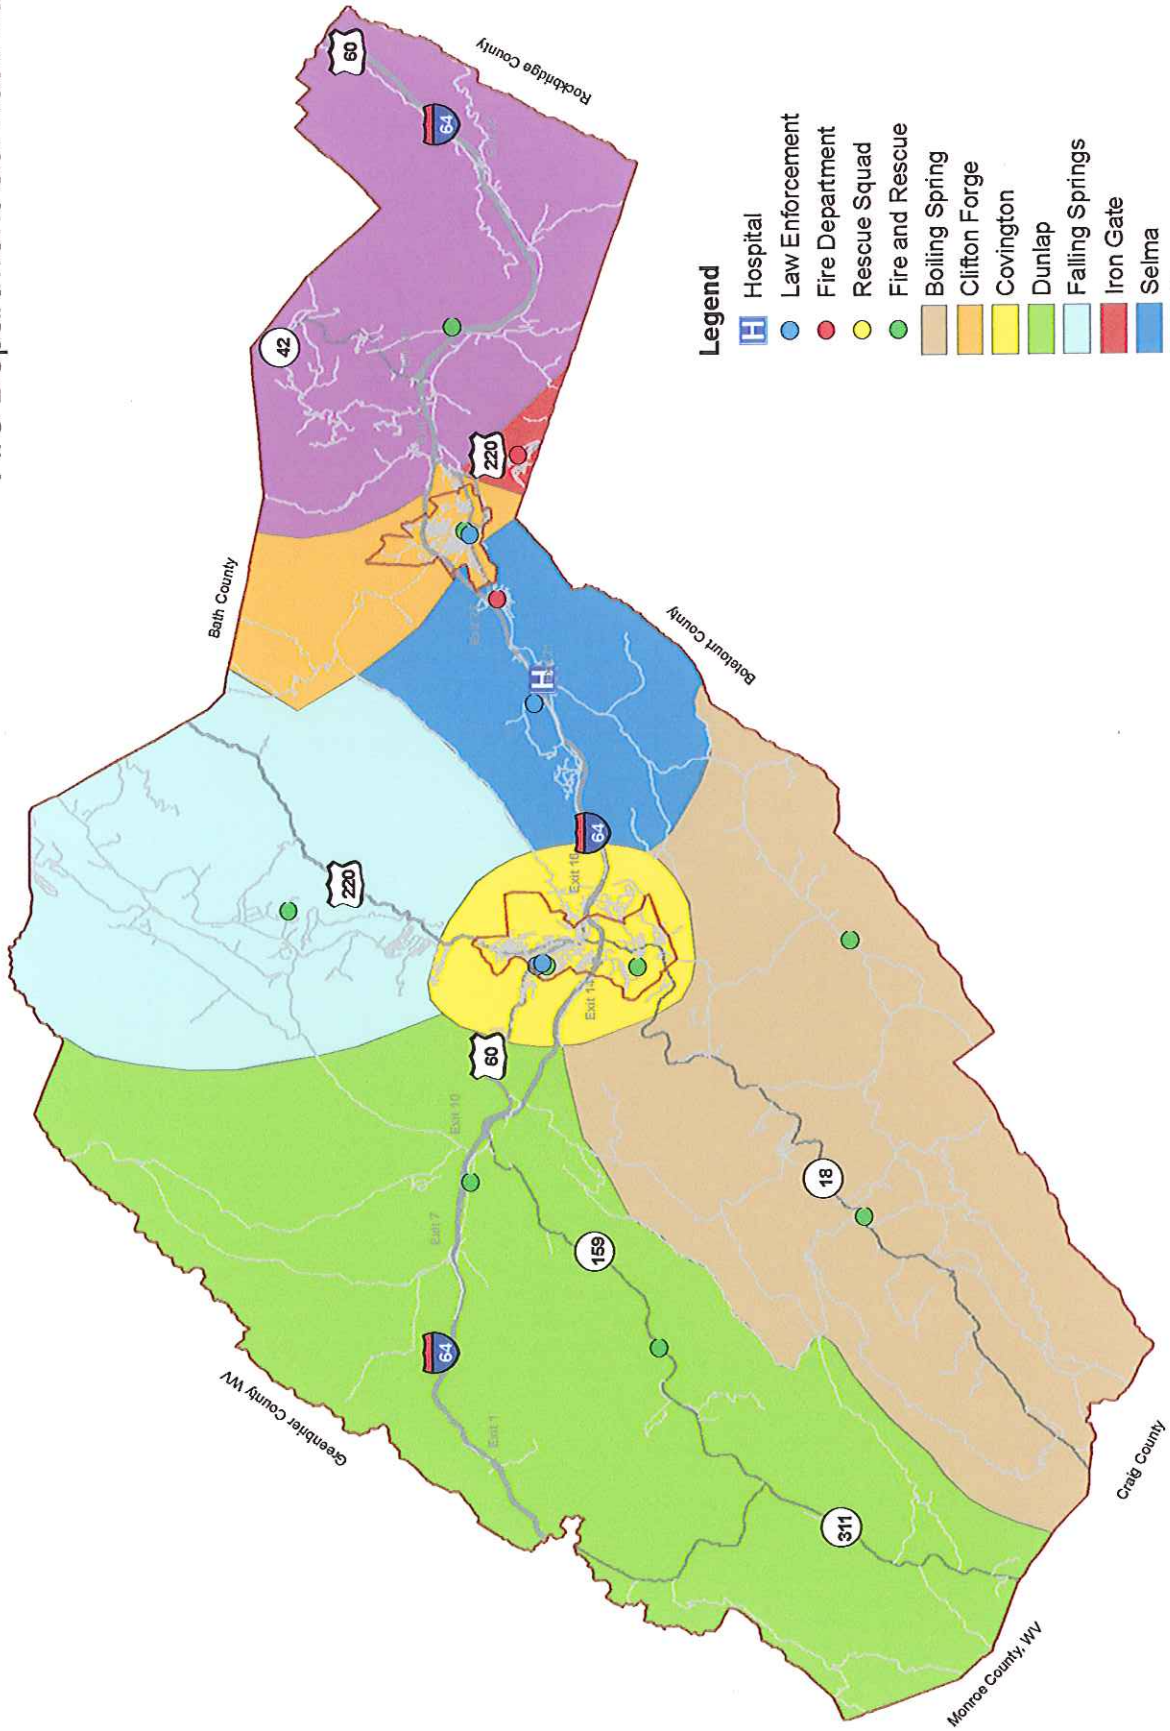 Bath County
Rockbridge County
Botetourt County
Craig County
Monroe County, WV
Greenbrier County WV
60
64
42
220
220
64
60
64
159
18
311
Exit 1
Exit 7
Exit 10
Exit 14
Exit 16
Legend
H Hospital
Law Enforcement
Fire Department
Rescue Squad
Fire and Rescue
Boiling Spring
Clifton Forge
Covington
Dunlap
Falling Springs
Iron Gate
Selma
H